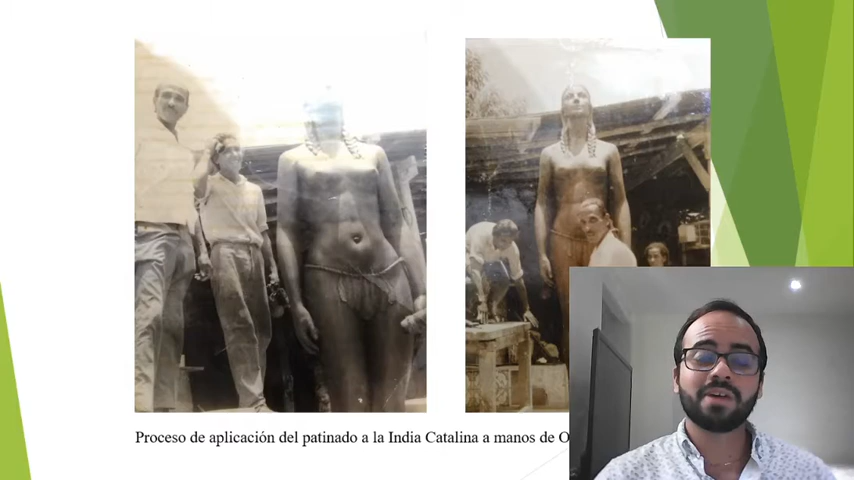 Proceso de aplicación del patinado a la India Catalina a manos de